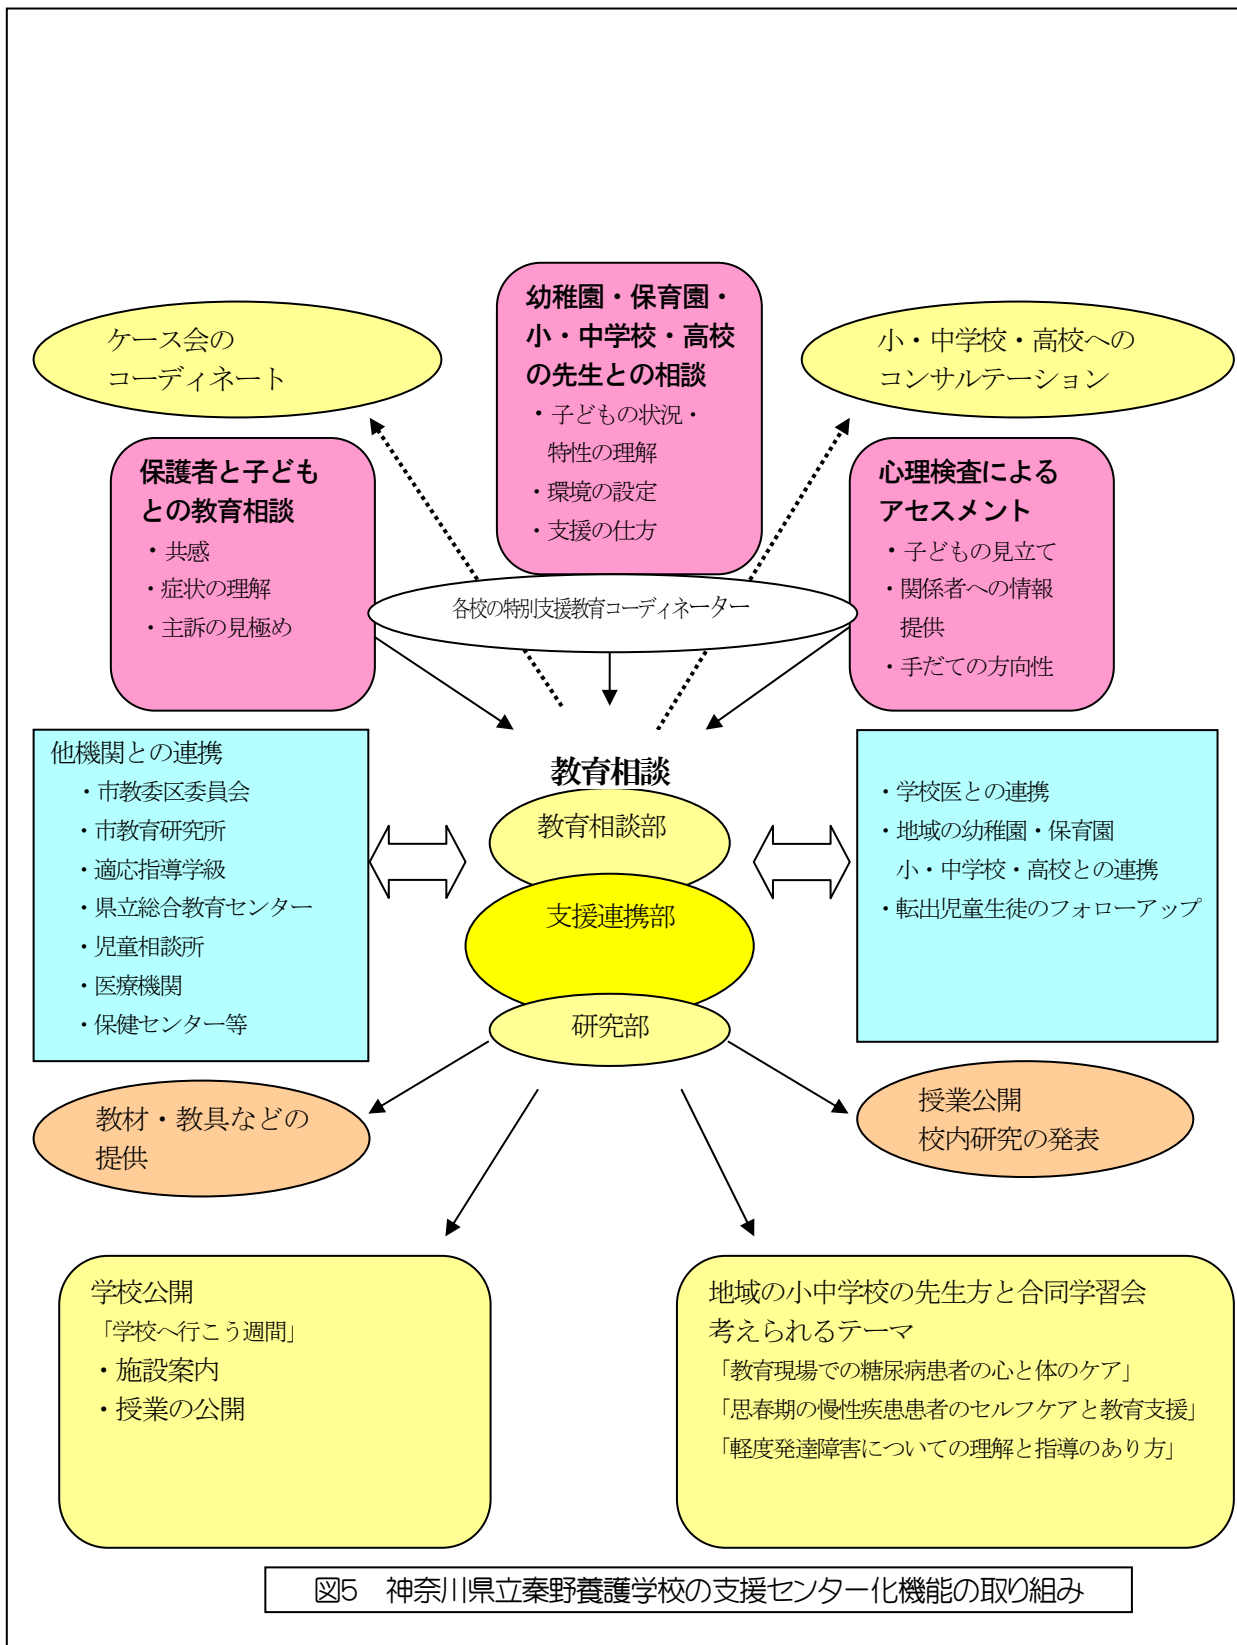 幼稚園・保育園・
小・中学校・高校
の先生との相談
・子どもの状況・
特性の理解
・環境の設定
・支援の仕方
ケース会の
コーディネート
小・中学校・高校への
コンサルテーション
保護者と子ども
との教育相談
・共感
・症状の理解
・主訴の見極め
心理検査による
アセスメント
・子どもの見立て
・関係者への情報
提供
・手だての方向性
各校の特別支援教育コーディネーター
他機関との連携
・市教委区委員会
・市教育研究所
・適応指導学級
・県立総合教育センター
・児童相談所
・医療機関
・保健センター等
教育相談
教育相談部
支援連携部
研究部
・学校医との連携
・地域の幼稚園・保育園
小・中学校・高校との連携
・転出児童生徒のフォローアップ
教材・教具などの
提供
授業公開
校内研究の発表
学校公開
「学校へ行こう週間」
・施設案内
・授業の公開
地域の小中学校の先生方と合同学習会
考えられるテーマ
「教育現場での糖尿病患者の心と体のケア」
「思春期の慢性疾患患者のセルフケアと教育支援」
「軽度発達障害についての理解と指導のあり方」
図5 神奈川県立秦野養護学校の支援センター化機能の取り組み